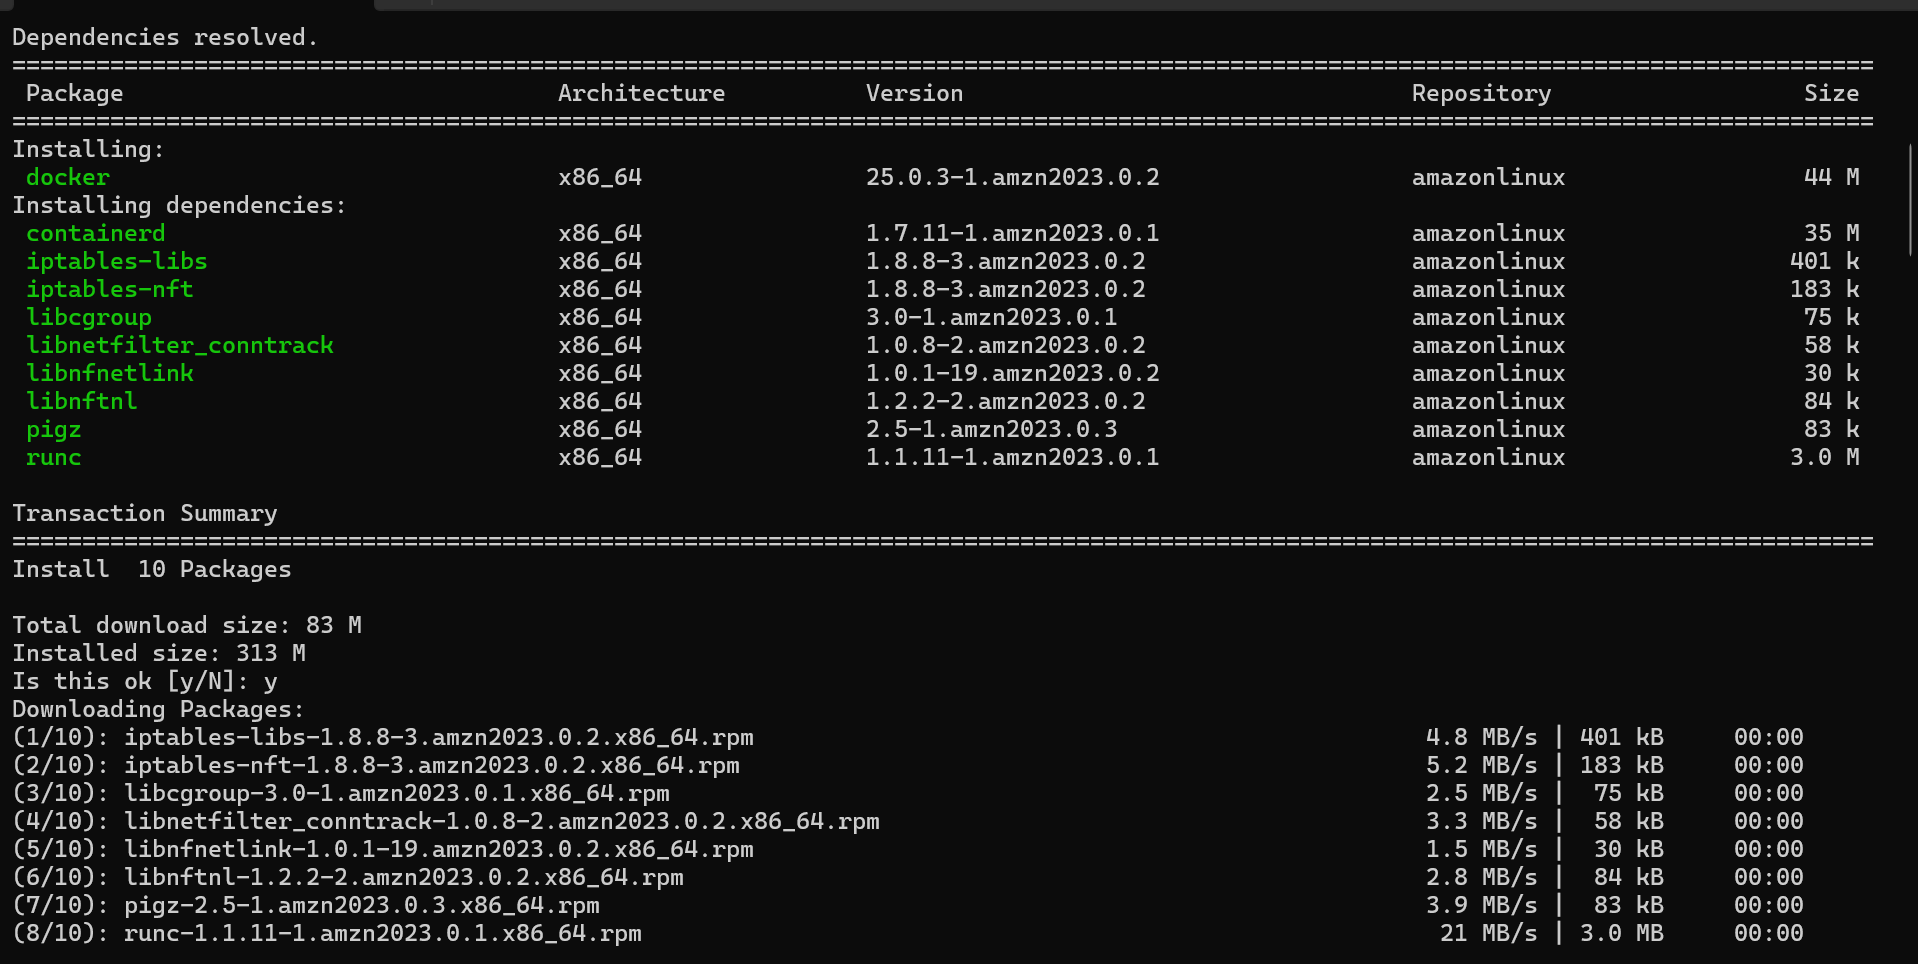 Dependencies resolved.
=====================================================================================================================================
 Package                               Architecture          Version                                Repository                  Size
=====================================================================================================================================
Installing:
 docker                                x86_64                25.0.3-1.amzn2023.0.2                  amazonlinux                 44 M
Installing dependencies:
 containerd                            x86_64                1.7.11-1.amzn2023.0.1                  amazonlinux                 35 M
 iptables-libs                         x86_64                1.8.8-3.amzn2023.0.2                   amazonlinux                401 k
 iptables-nft                          x86_64                1.8.8-3.amzn2023.0.2                   amazonlinux                183 k
 libcgroup                             x86_64                3.0-1.amzn2023.0.1                     amazonlinux                 75 k
 libnetfilter_conntrack                x86_64                1.0.8-2.amzn2023.0.2                   amazonlinux                 58 k
 libnfnetlink                          x86_64                1.0.1-19.amzn2023.0.2                  amazonlinux                 30 k
 libnftnl                              x86_64                1.2.2-2.amzn2023.0.2                   amazonlinux                 84 k
 pigz                                  x86_64                2.5-1.amzn2023.0.3                     amazonlinux                 83 k
 runc                                  x86_64                1.1.11-1.amzn2023.0.1                  amazonlinux                3.0 M

Transaction Summary
=====================================================================================================================================
Install  10 Packages

Total download size: 83 M
Installed size: 313 M
Is this ok [y/N]: y
Downloading Packages:
(1/10): iptables-libs-1.8.8-3.amzn2023.0.2.x86_64.rpm                                                4.8 MB/s | 401 kB     00:00
(2/10): iptables-nft-1.8.8-3.amzn2023.0.2.x86_64.rpm                                                 5.2 MB/s | 183 kB     00:00
(3/10): libcgroup-3.0-1.amzn2023.0.1.x86_64.rpm                                                      2.5 MB/s |  75 kB     00:00
(4/10): libnetfilter_conntrack-1.0.8-2.amzn2023.0.2.x86_64.rpm                                       3.3 MB/s |  58 kB     00:00
(5/10): libnfnetlink-1.0.1-19.amzn2023.0.2.x86_64.rpm                                                1.5 MB/s |  30 kB     00:00
(6/10): libnftnl-1.2.2-2.amzn2023.0.2.x86_64.rpm                                                     2.8 MB/s |  84 kB     00:00
(7/10): pigz-2.5-1.amzn2023.0.3.x86_64.rpm                                                           3.9 MB/s |  83 kB     00:00
(8/10): runc-1.1.11-1.amzn2023.0.1.x86_64.rpm                                                         21 MB/s | 3.0 MB     00:00